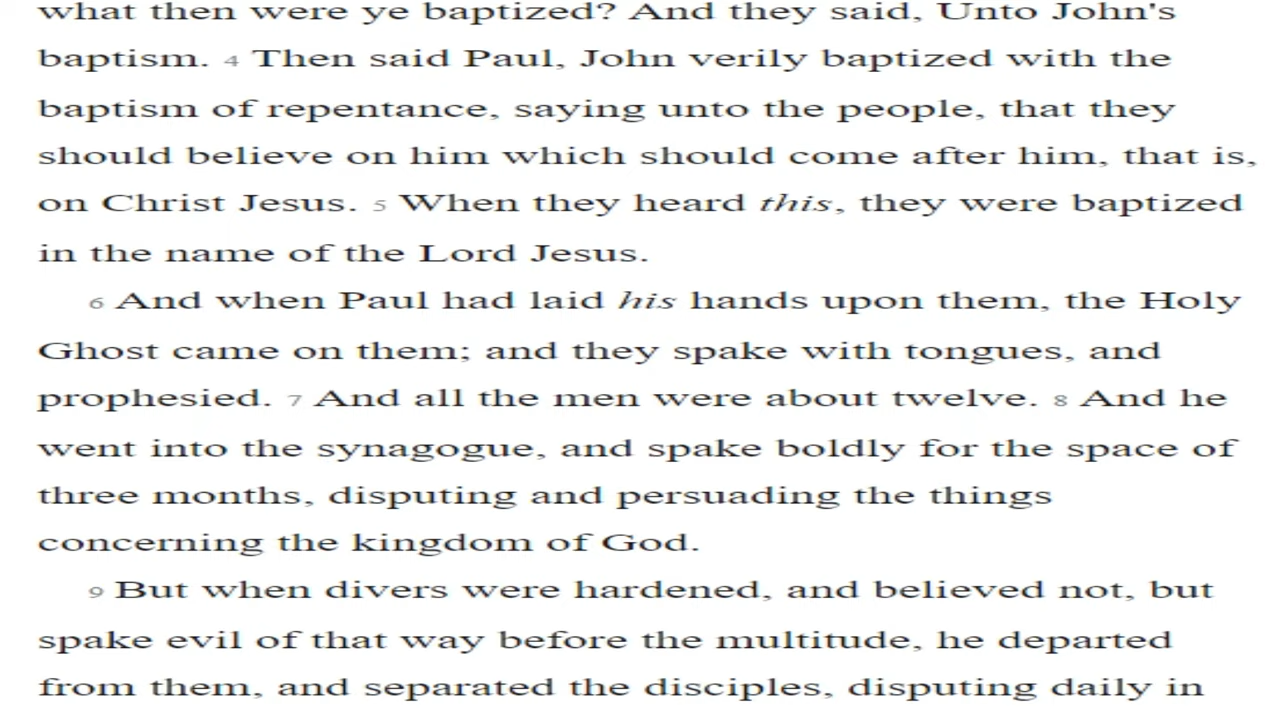 what then were ye baptized? And they said, Unto John's
baptism. 4 Then said Paul, John verily baptized with the
baptism of repentance, saying unto the people, that they
should believe on him which should come after him, that is,
on Christ Jesus. 5 When they heard this, they were baptized
in the name of the Lord Jesus.
6 And when Paul had laid his hands upon them, the Holy
Ghost came on them; and they spake with tongues, and
prophesied. 7 And all the men were about twelve. 8 And he
went into the synagogue, and spake boldly for the space of
three months, disputing and persuading the things
concerning the kingdom of God.
9 But when divers were hardened, and believed not, but
spake evil of that way before the multitude, he departed
from them, and separated the disciples, disputing daily in